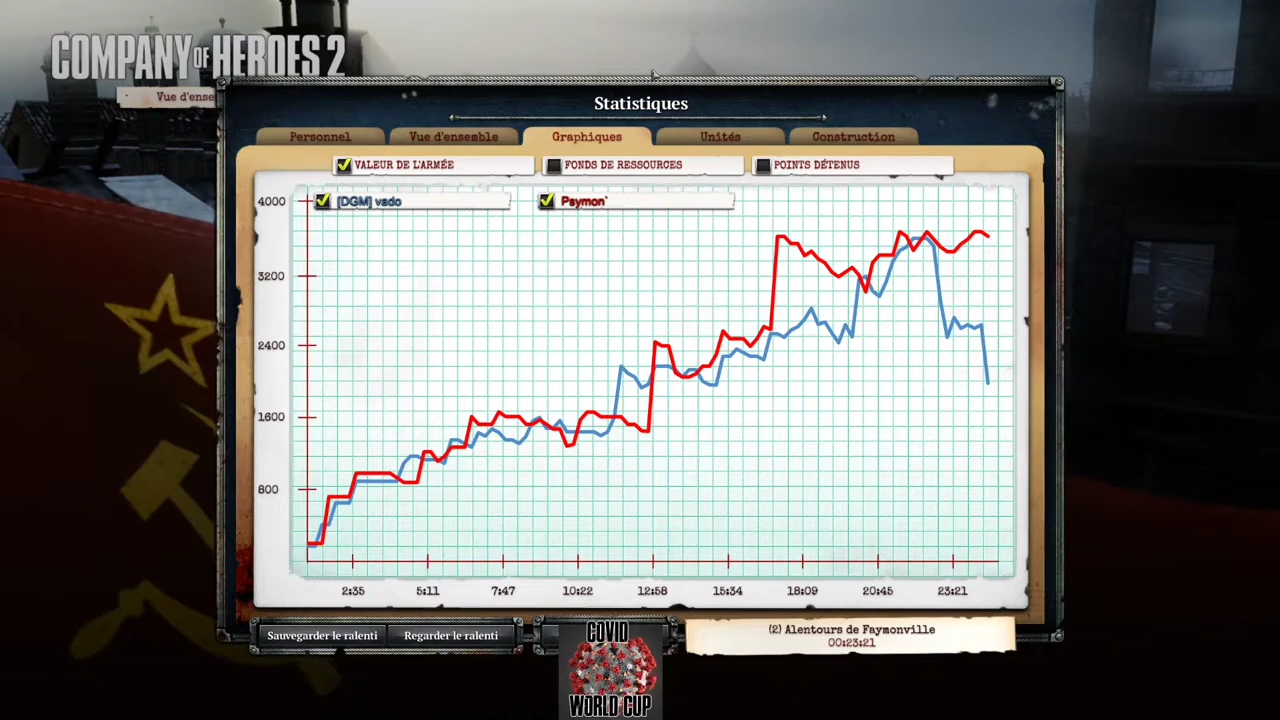 COMPANY OF HEROES 2
Vue d'ense
Statistiques
Personnel
Vue d'ensemble
Graphiques
Unités
Construction
VALEUR DE L'ARMÉE
FONDS DE RESSOURCES
POINTS DÉTENUS
[DGM] vado
Psymon`
4000
3200
2400
1600
800
2:35
5:11
7:47
10:22
12:58
15:34
18:09
20:45
23:21
Sauvegarder le ralenti
Regarder le ralenti
COVID
WORLD CUP
(2) Alentours de Faymonville
00:23:21